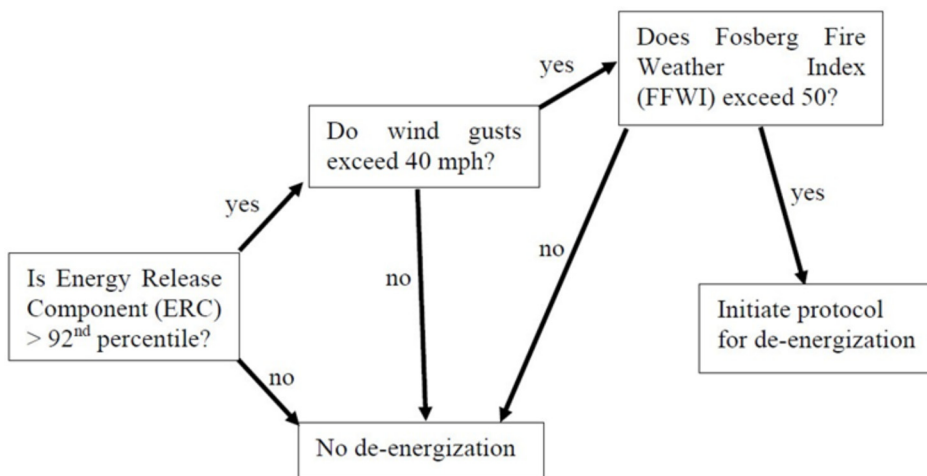 Does Fosberg Fire
Weather Index
(FFWI) exceed 50?
yes
Do wind gusts
exceed 40 mph?
yes
yes
no
no
Is Energy Release
Component (ERC)
> 92nd percentile?
Initiate protocol
for de-energization
no
No de-energization